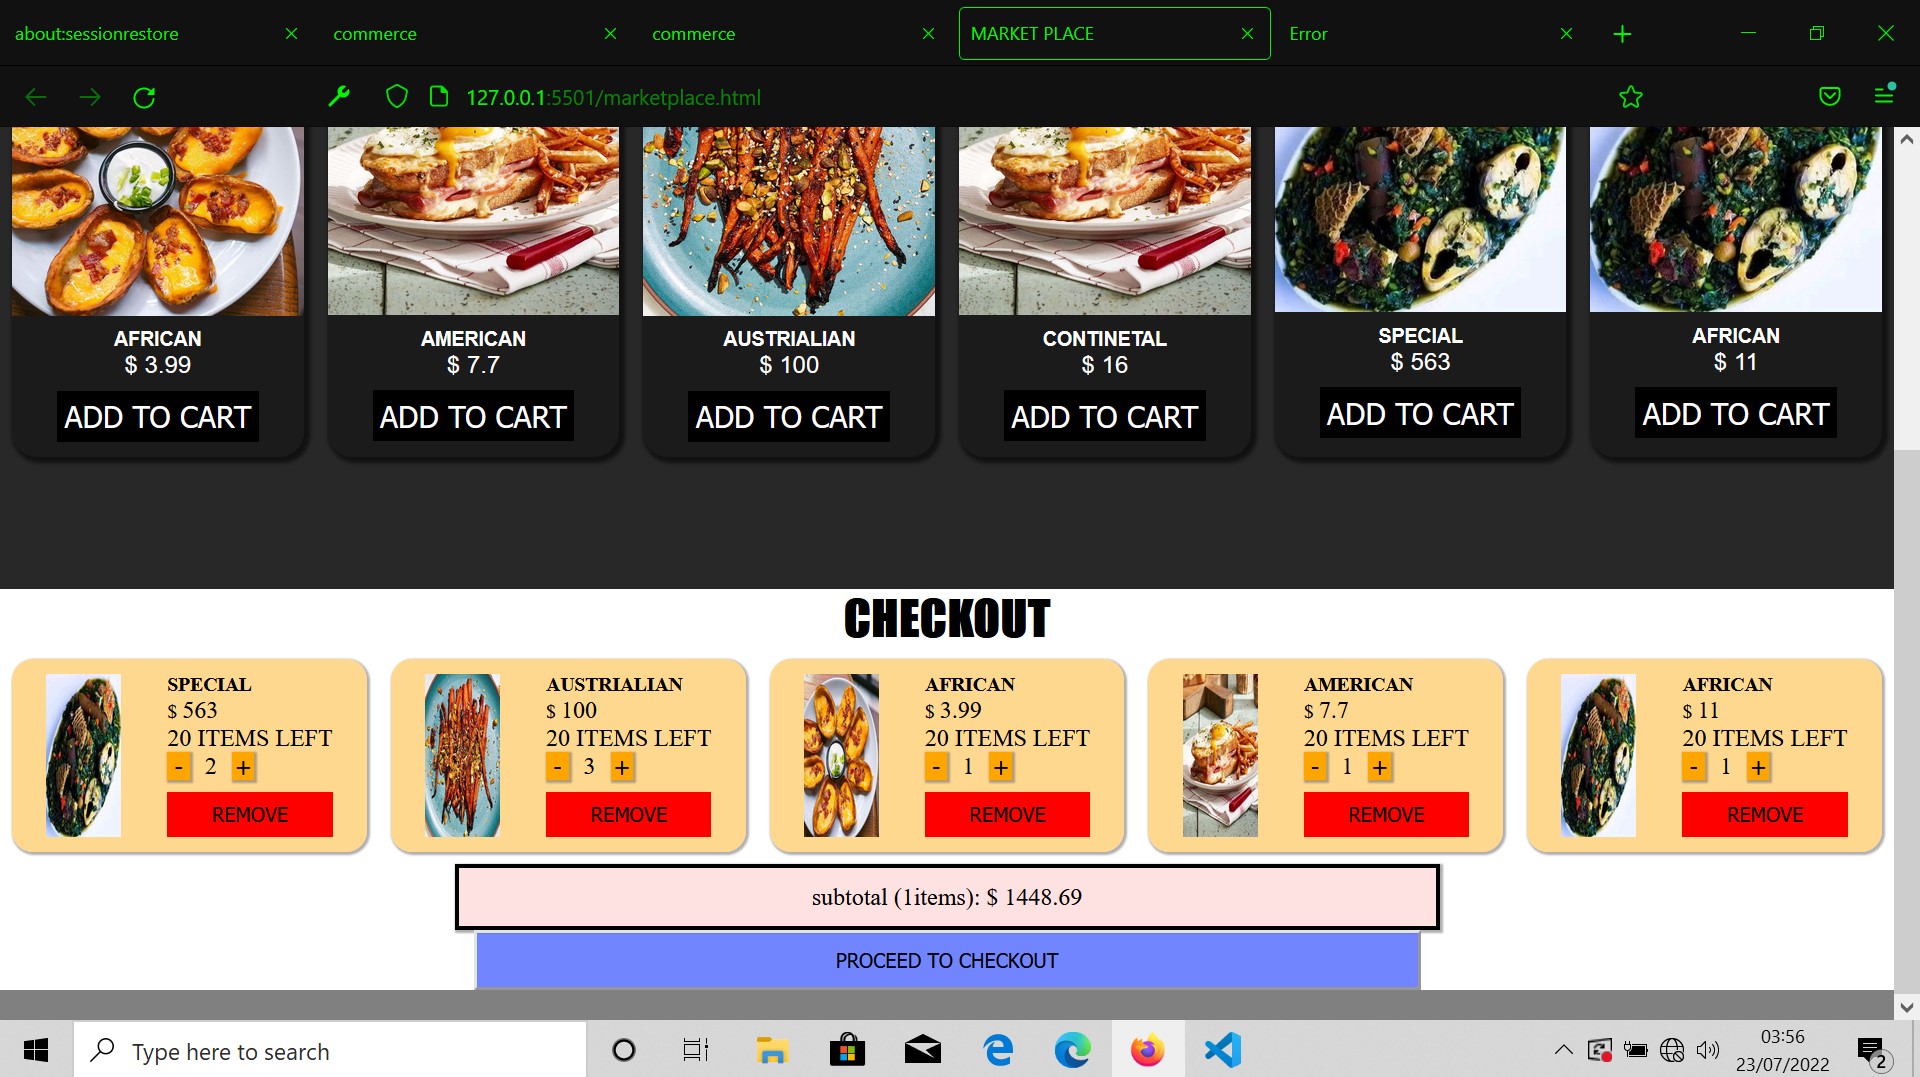 about:sessionrestore
commerce
commerce
MARKET PLACE
Error
127.0.0.1:5501/marketplace.html
AFRICAN
$ 3.99
ADD TO CART
AMERICAN
$ 7.7
ADD TO CART
AUSTRIALIAN
$ 100
ADD TO CART
CONTINETAL
$ 16
ADD TO CART
SPECIAL
$ 563
ADD TO CART
AFRICAN
$ 11
ADD TO CART
CHECKOUT
SPECIAL
$ 563
20 ITEMS LEFT
- 2 +
REMOVE
AUSTRIALIAN
$ 100
20 ITEMS LEFT
- 3 +
REMOVE
AFRICAN
$ 3.99
20 ITEMS LEFT
- 1 +
REMOVE
AMERICAN
$ 7.7
20 ITEMS LEFT
- 1 +
REMOVE
AFRICAN
$ 11
20 ITEMS LEFT
- 1 +
REMOVE
subtotal (1items): $ 1448.69
PROCEED TO CHECKOUT
Type here to search
03:56
23/07/2022
2